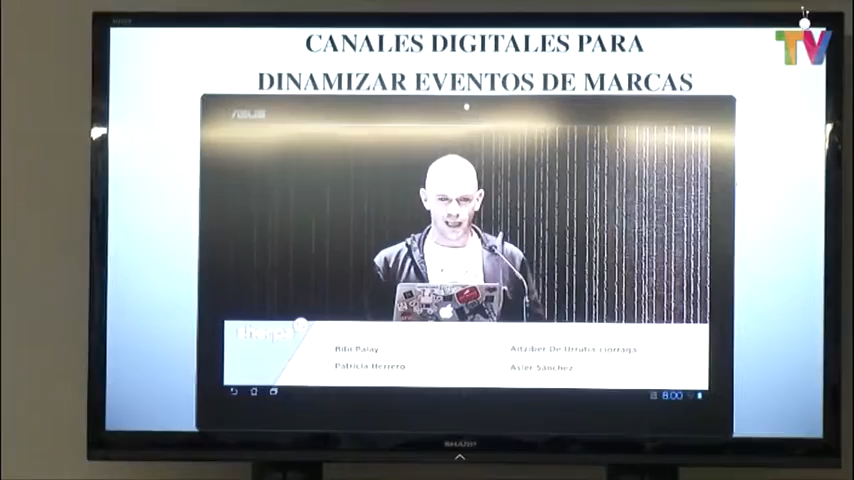 TV
CANALES DIGITALES PARA
DINAMIZAR EVENTOS DE MARCAS
ASUS
Bibi Palay
Patricia Herrero
Aitziber De Urrutia
Asier Sánchez
8:00
SHARP